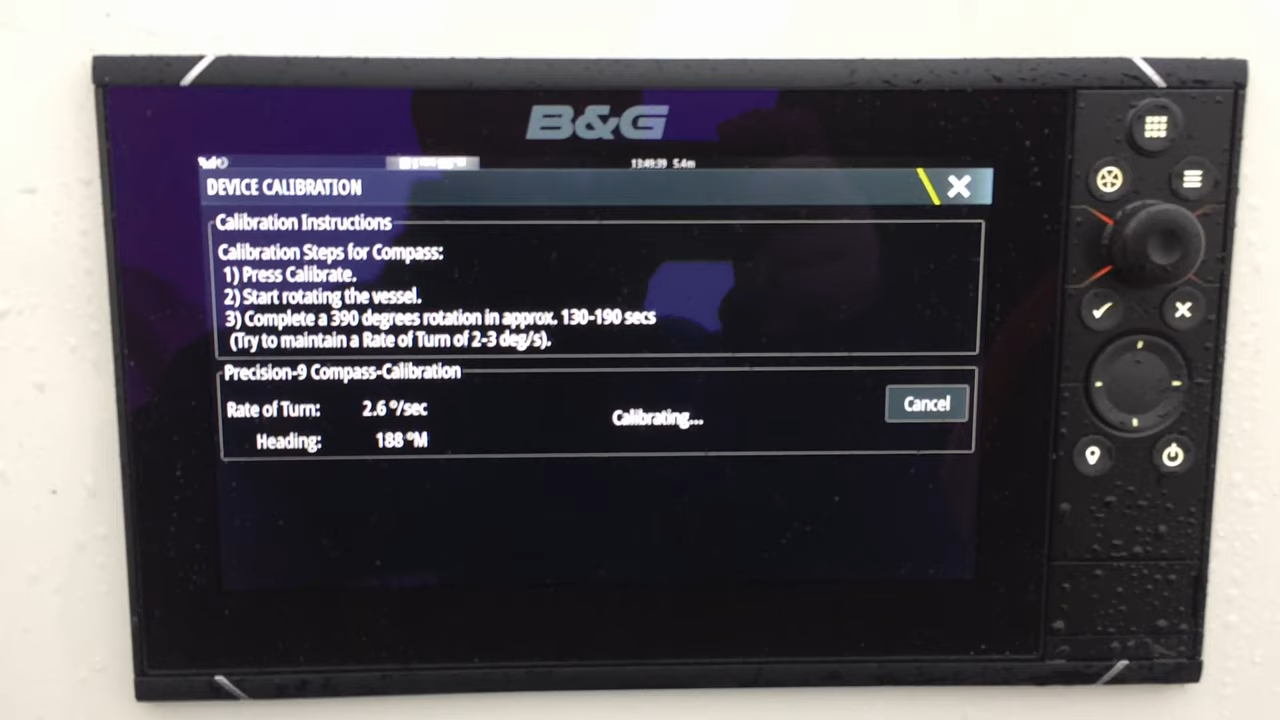 B&G
13:49:39 5.4m
DEVICE CALIBRATION
Calibration Instructions
Calibration Steps for Compass:
1) Press Calibrate.
2) Start rotating the vessel.
3) Complete a 390 degrees rotation in approx. 130-190 secs
(Try to maintain a Rate of Turn of 2-3 deg/s).
Precision-9 Compass-Calibration
Rate of Turn: 2.6 °/sec
Calibrating...
Cancel
Heading: 188 °M